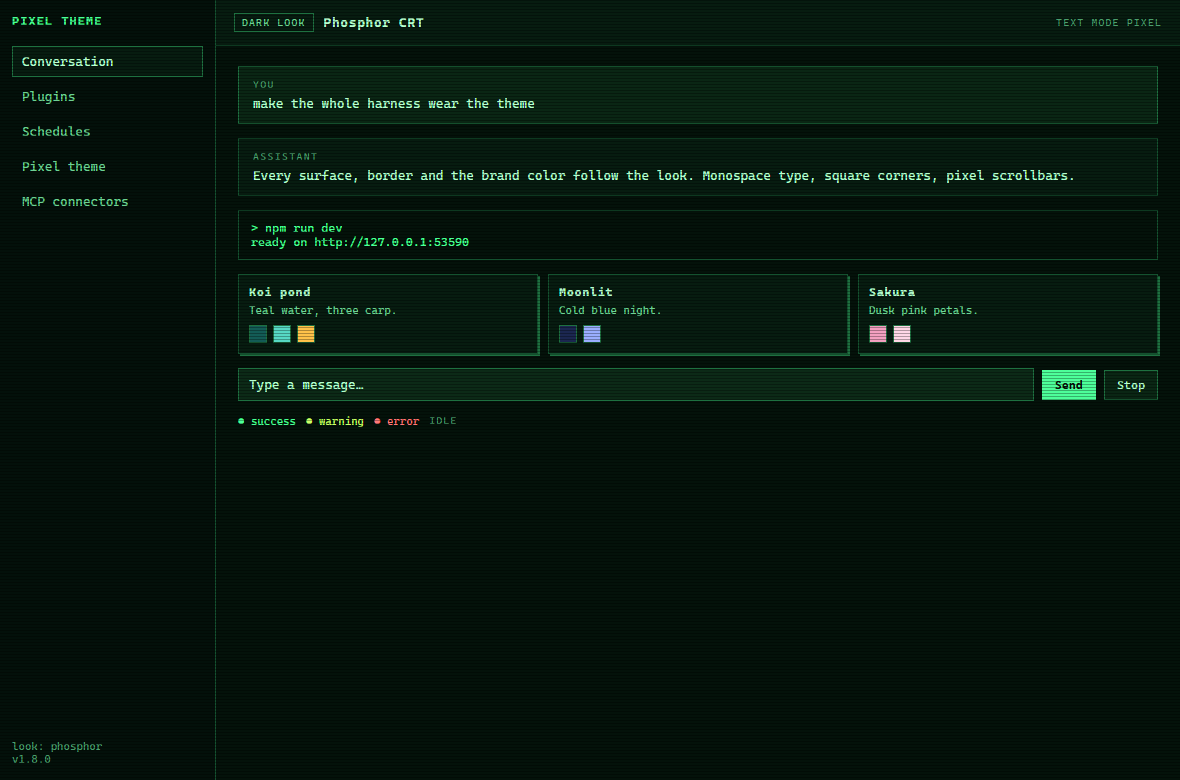 PIXEL THEME
Conversation
Plugins
Schedules
Pixel theme
MCP connectors
look: phosphor
v1.8.0
DARK LOOK Phosphor CRT TEXT MODE PIXEL
YOU
make the whole harness wear the theme
ASSISTANT
Every surface, border and the brand color follow the look. Monospace type, square corners, pixel scrollbars.
> npm run dev
ready on http://127.0.0.1:53590
Koi pond
Teal water, three carp.
Moonlit
Cold blue night.
Sakura
Dusk pink petals.
Type a message… Send Stop
success warning error IDLE